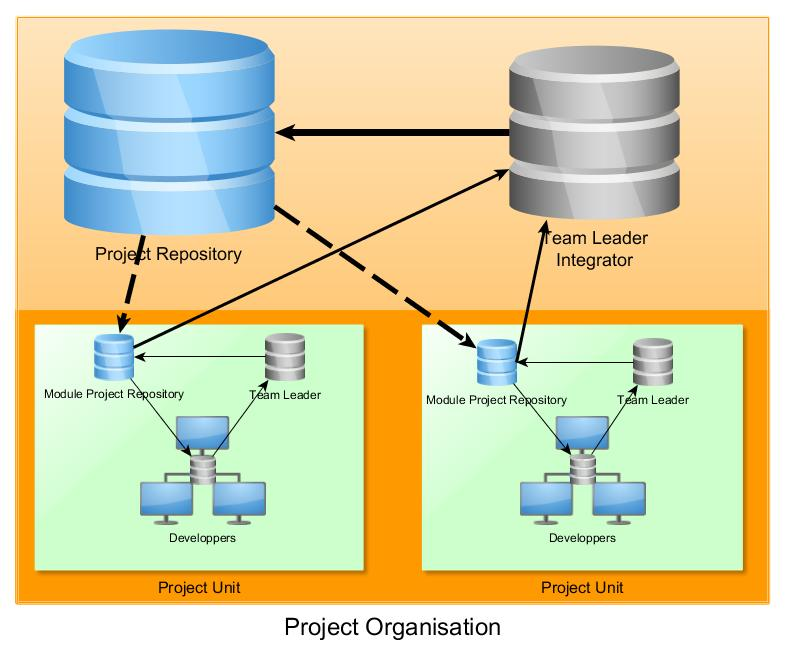 Project Repository
Team Leader
Integrator
Module Project Repository
Team Leader
Developpers
Project Unit
Module Project Repository
Team Leader
Developpers
Project Unit
Project Organisation